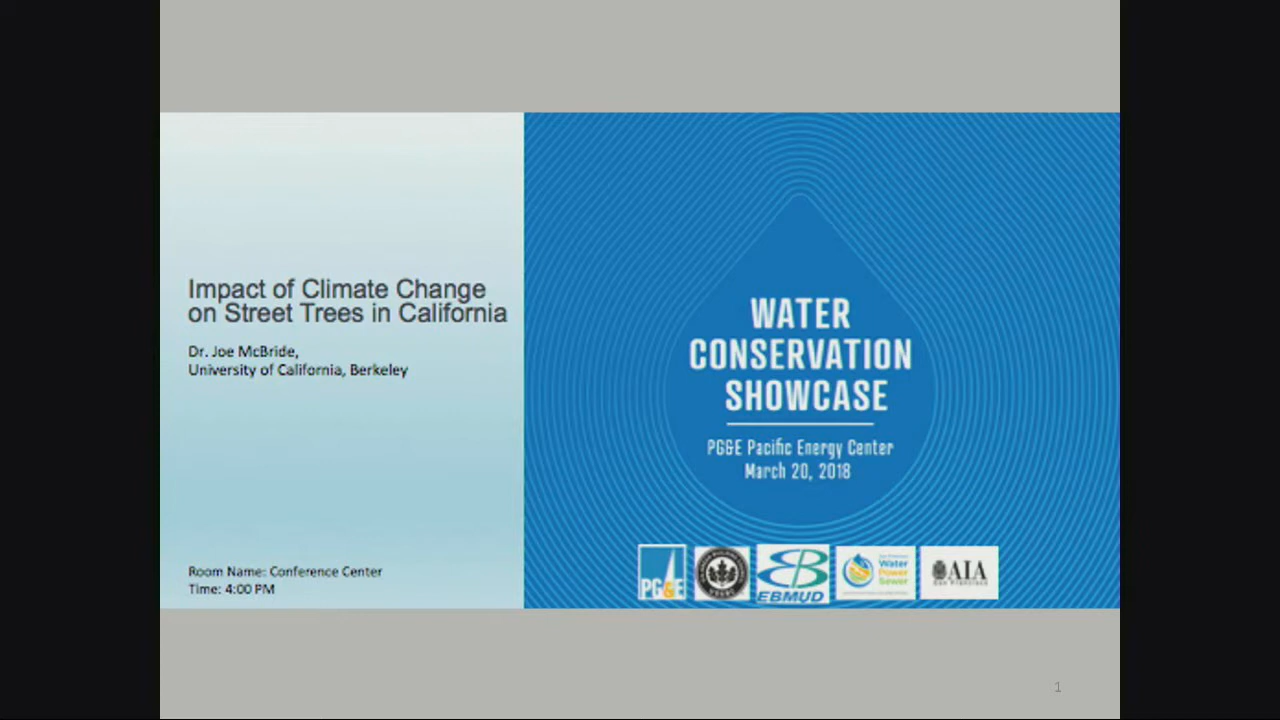 Impact of Climate Change
on Street Trees in California
Dr. Joe McBride,
University of California, Berkeley
Room Name: Conference Center
Time: 4:00 PM
WATER
CONSERVATION
SHOWCASE
PG&E Pacific Energy Center
March 20, 2018
PG&E
EBMUD
Water
Power
Sewer
AIA
San Francisco
1